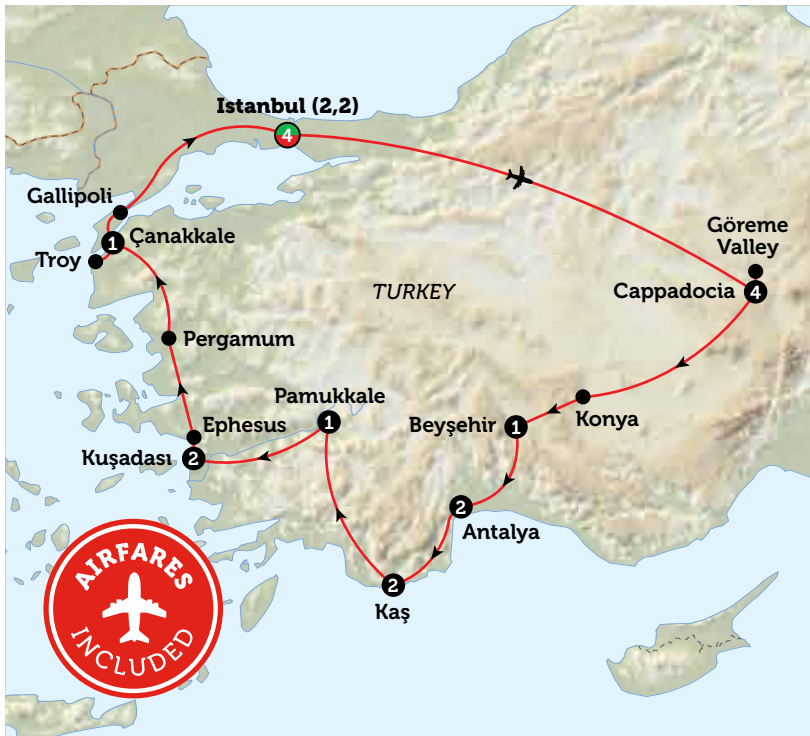 Istanbul (2,2)
4
Gallipoli
1
Çanakkale
Troy
Göreme
Valley
Cappadocia
4
TURKEY
Pergamum
Pamukkale
1
Ephesus
Kuşadası
2
Beyşehir
1
Konya
2
Antalya
2
Kaş
AIRFARES
INCLUDED